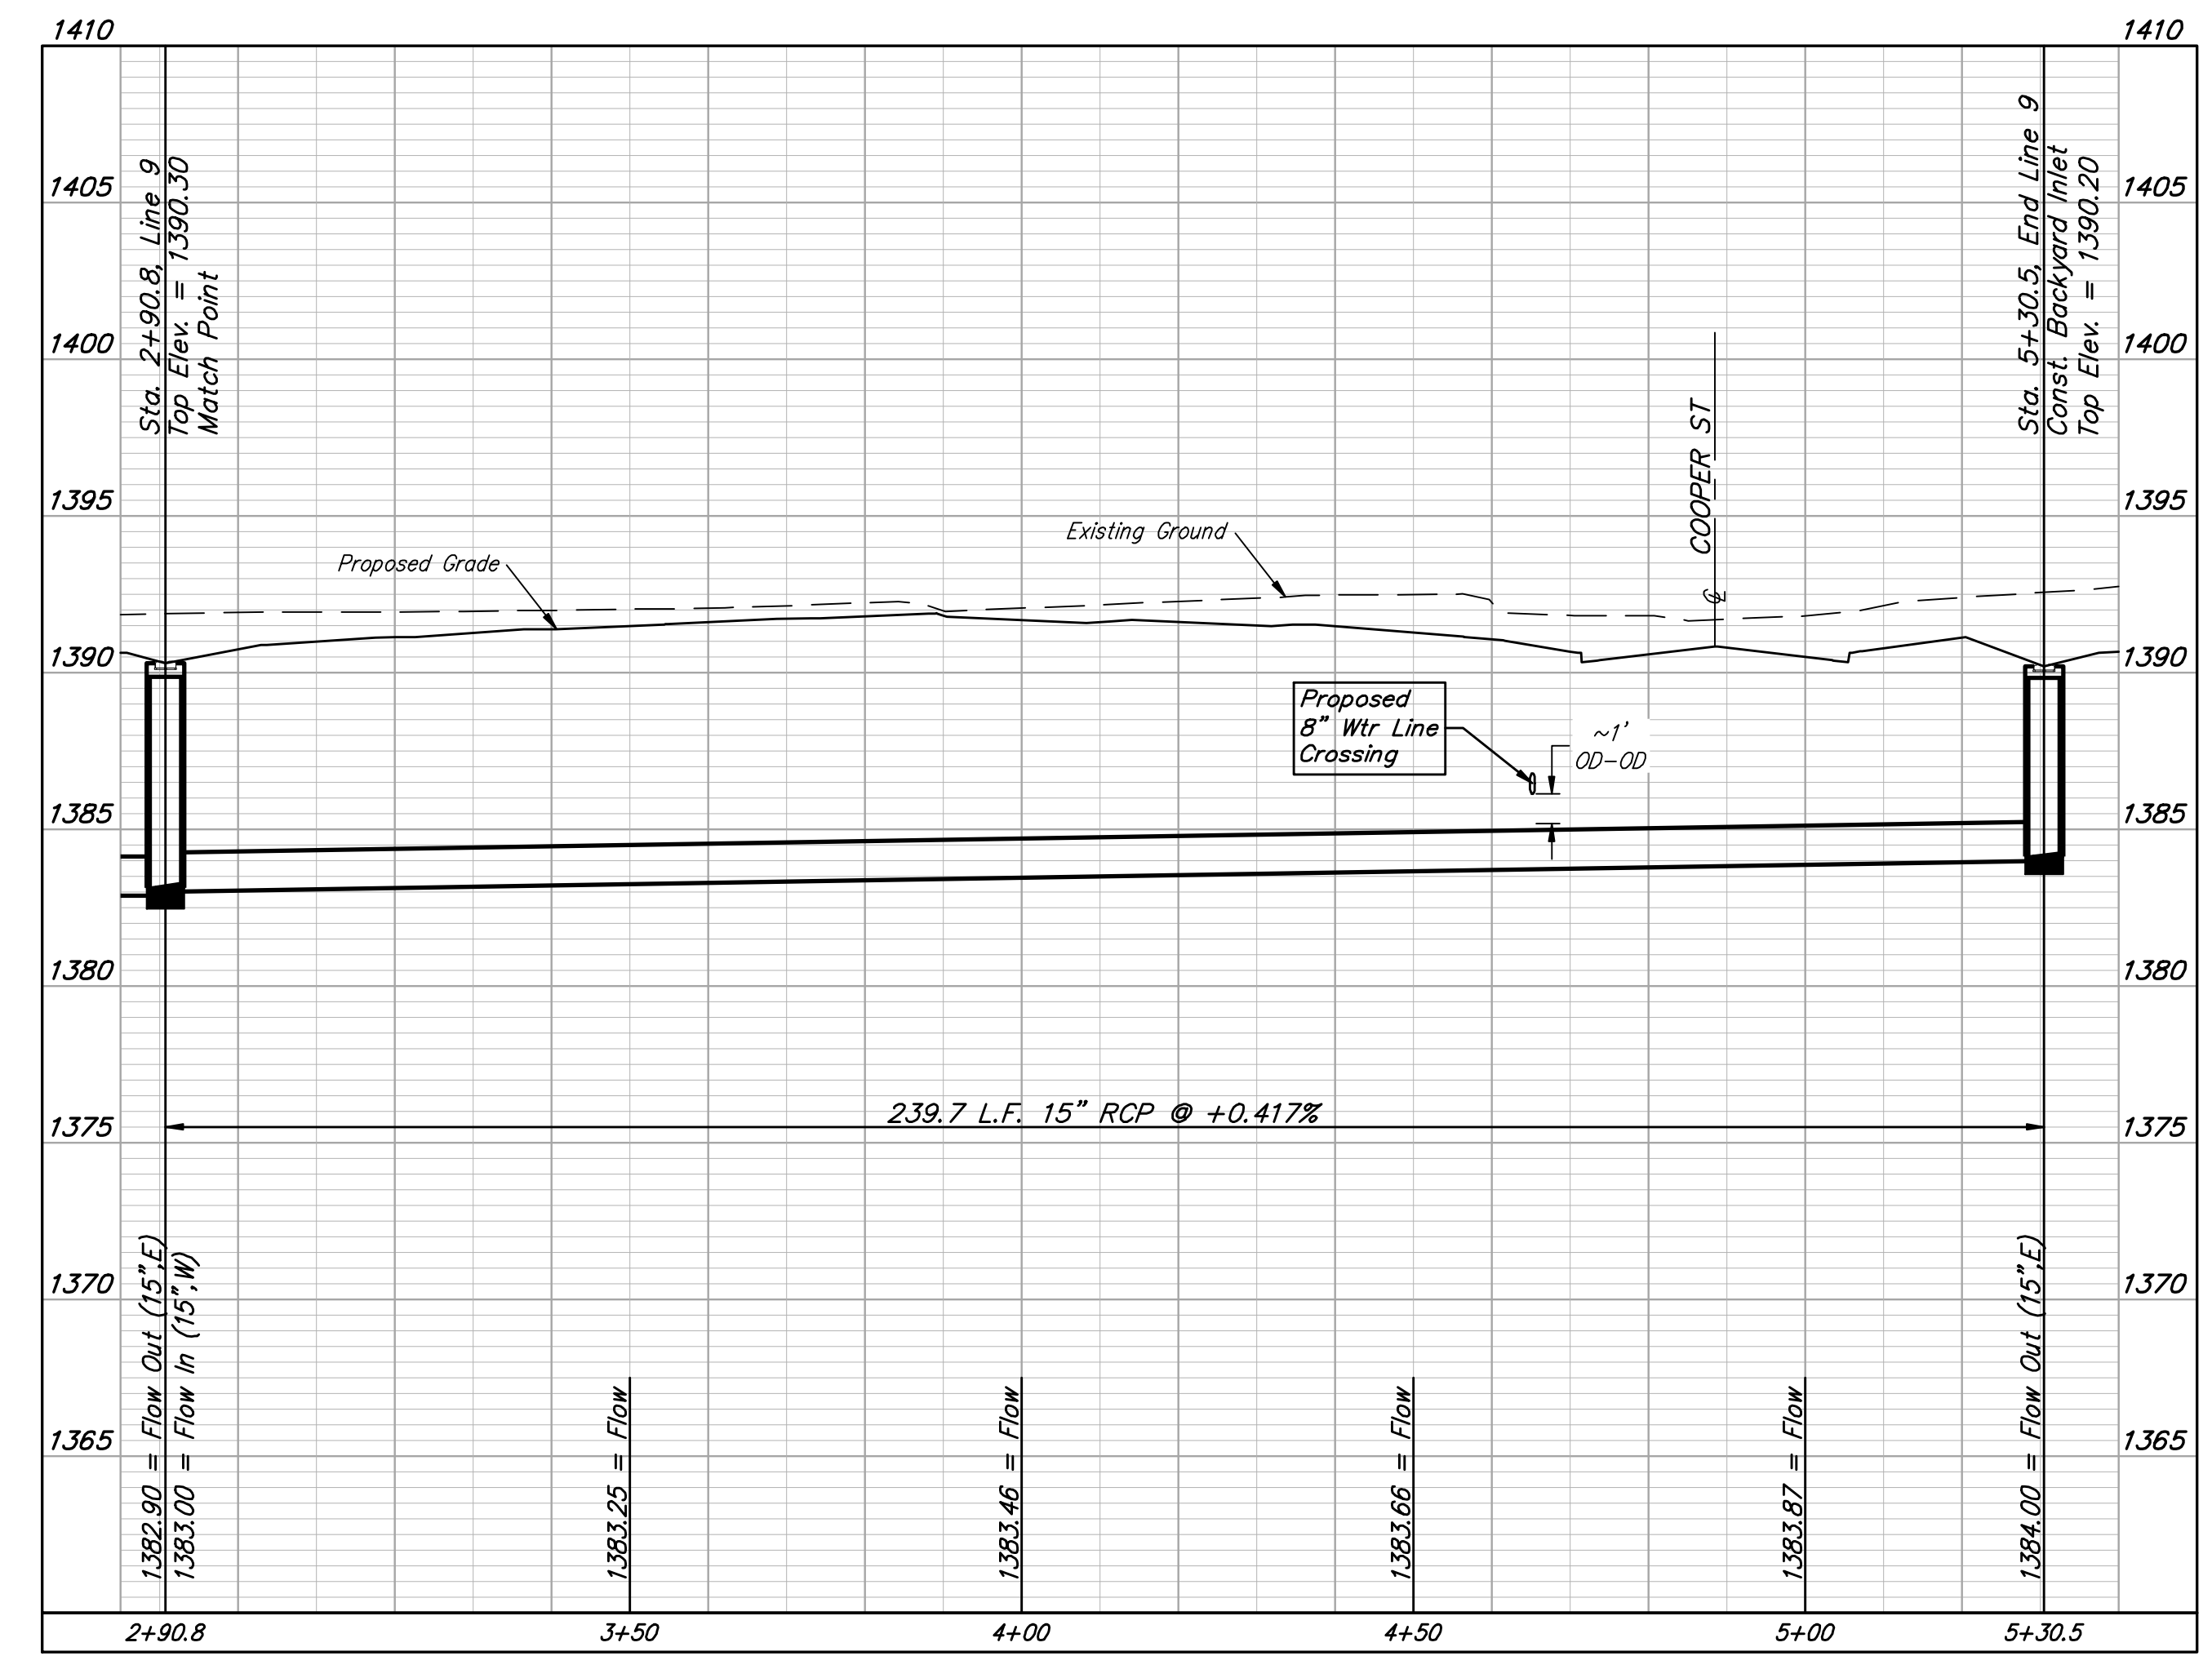 1410
1410
1405
1405
1400
1400
1395
1395
1390
1390
1385
1385
1380
1380
1375
1375
1370
1370
1365
1365
Sta. 2+90.8, Line 9
Top Elev. = 1390.30
Match Point
Sta. 5+30.5, End Line 9
Const. Backyard Inlet
Top Elev. = 1390.20
COOPER ST
℄
Existing Ground
Proposed Grade
Proposed
8" Wtr Line
Crossing
~1'
OD-OD
239.7 L.F. 15" RCP @ +0.417%
1382.90 = Flow Out (15",E)
1383.00 = Flow In (15",W)
1383.25 = Flow
1383.46 = Flow
1383.66 = Flow
1383.87 = Flow
1384.00 = Flow Out (15",E)
2+90.8
3+50
4+00
4+50
5+00
5+30.5